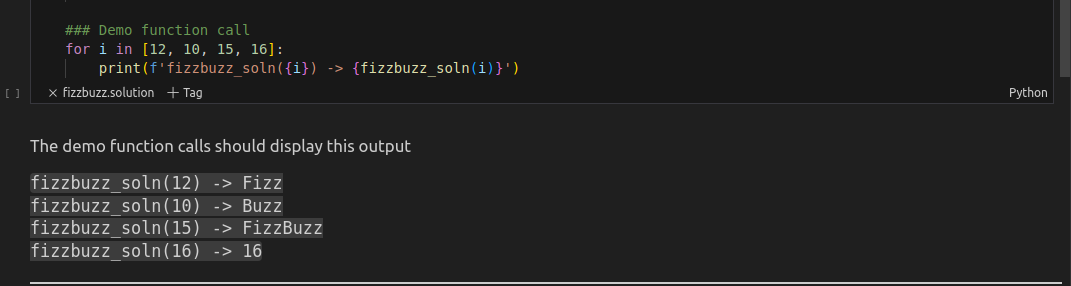 ### Demo function call
for i in [12, 10, 15, 16]:
    print(f'fizzbuzz_soln({i}) -> {fizzbuzz_soln(i)}')
[ ] × fizzbuzz.solution + Tag Python
The demo function calls should display this output
fizzbuzz_soln(12) -> Fizz
fizzbuzz_soln(10) -> Buzz
fizzbuzz_soln(15) -> FizzBuzz
fizzbuzz_soln(16) -> 16